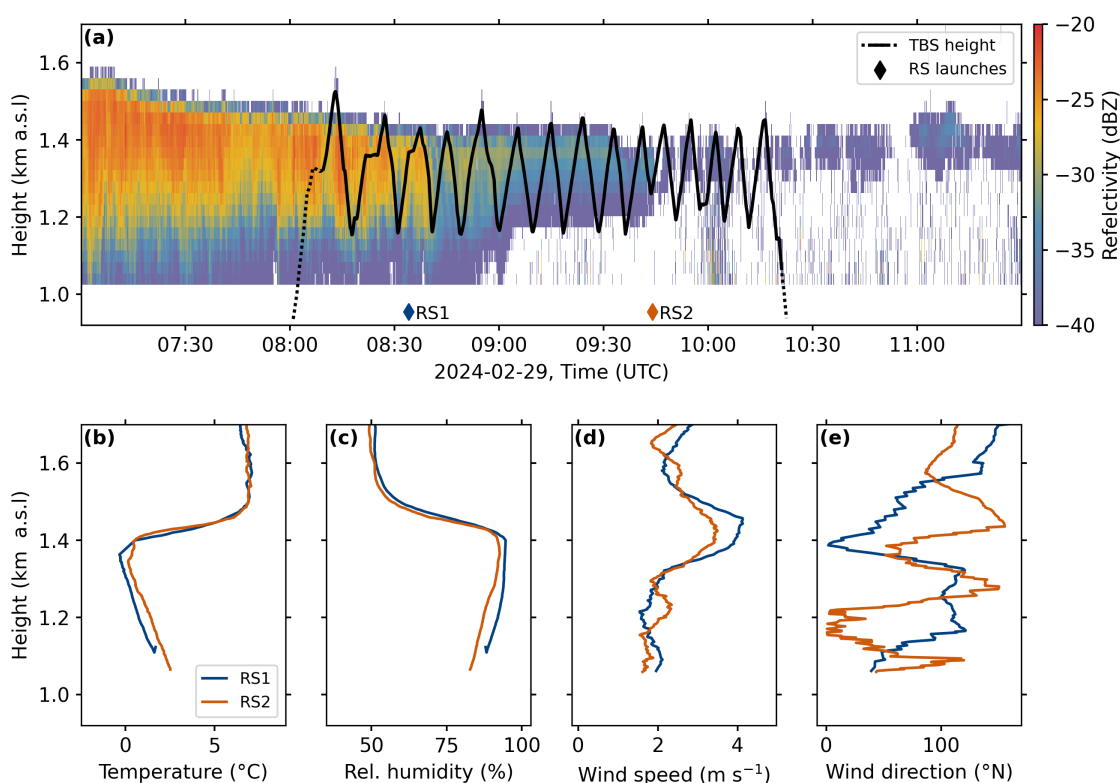 (a)
TBS height
RS launches
1.6
1.4
1.2
1.0
Height (km a.s.l)
RS1
RS2
07:30 08:00 08:30 09:00 09:30 10:00 10:30 11:00
2024-02-29, Time (UTC)
−20
−25
−30
−35
−40
Refelctivity (dBZ)
(b) (c) (d) (e)
1.6
1.4
1.2
1.0
Height (km  a.s.l)
RS1
RS2
0 5 50 75 100 0 2 4 0 100
Temperature (°C) Rel. humidity (%) Wind speed (m s⁻¹) Wind direction (°N)